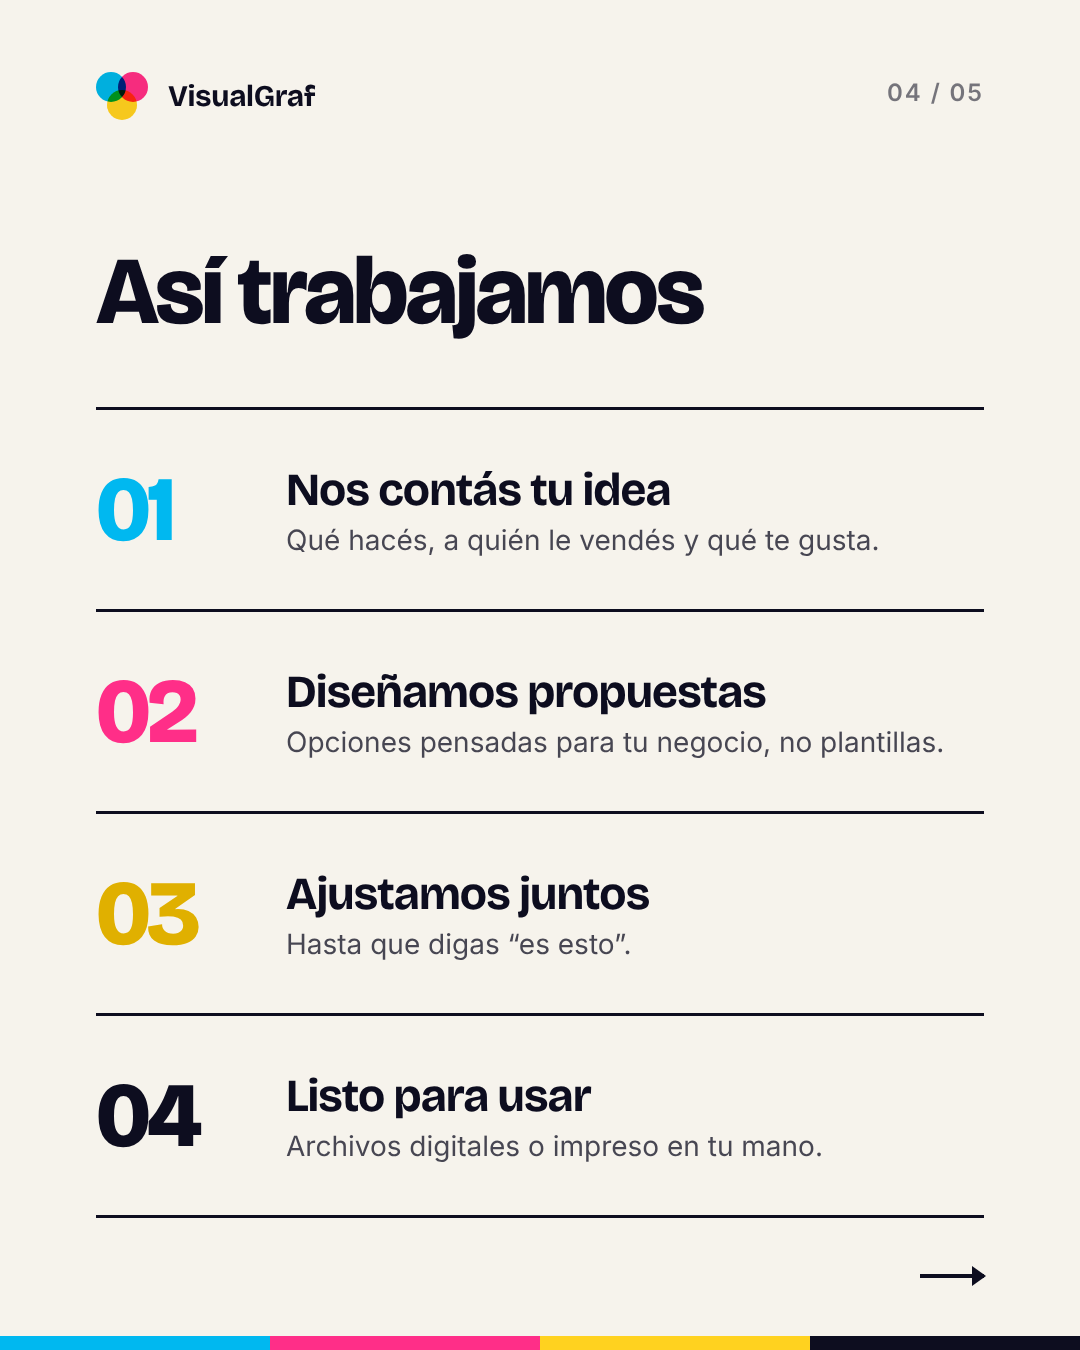 VisualGraf
04 / 05
Así trabajamos
01
Nos contás tu idea
Qué hacés, a quién le vendés y qué te gusta.
02
Diseñamos propuestas
Opciones pensadas para tu negocio, no plantillas.
03
Ajustamos juntos
Hasta que digas “es esto”.
04
Listo para usar
Archivos digitales o impreso en tu mano.